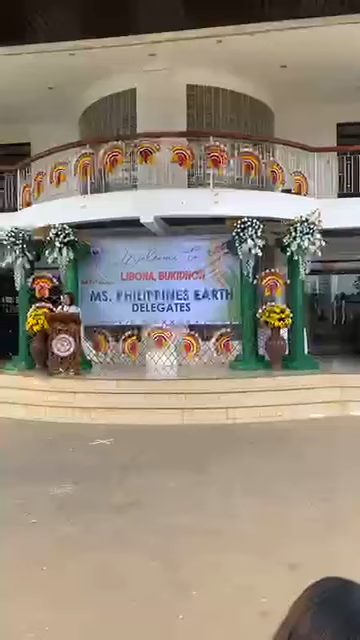 Welcome to
LIBONA, BUKIDNON
MS. PHILIPPINES EARTH
DELEGATES